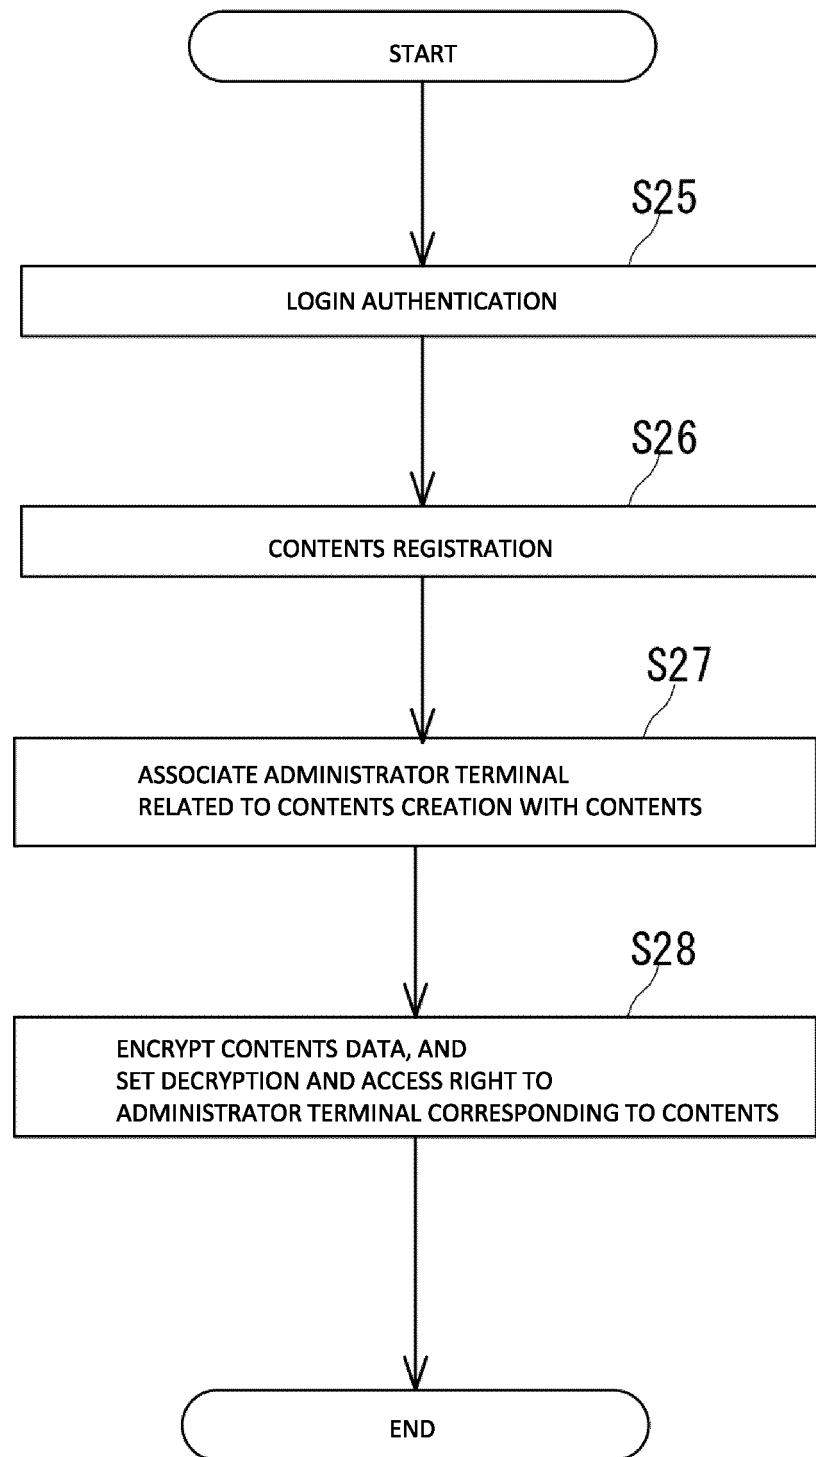 START
S25
LOGIN AUTHENTICATION
S26
CONTENTS REGISTRATION
S27
ASSOCIATE ADMINISTRATOR TERMINAL
RELATED TO CONTENTS CREATION WITH CONTENTS
S28
ENCRYPT CONTENTS DATA, AND
SET DECRYPTION AND ACCESS RIGHT TO
ADMINISTRATOR TERMINAL CORRESPONDING TO CONTENTS
END